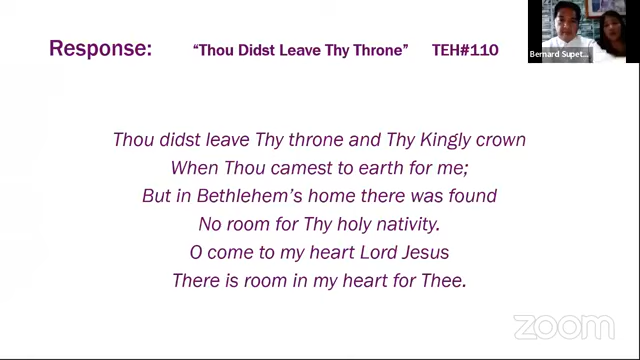 Response: “Thou Didst Leave Thy Throne” TEH#110
Bernard Supet...
Thou didst leave Thy throne and Thy Kingly crown
When Thou camest to earth for me;
But in Bethlehem’s home there was found
No room for Thy holy nativity.
O come to my heart Lord Jesus
There is room in my heart for Thee.
zoom